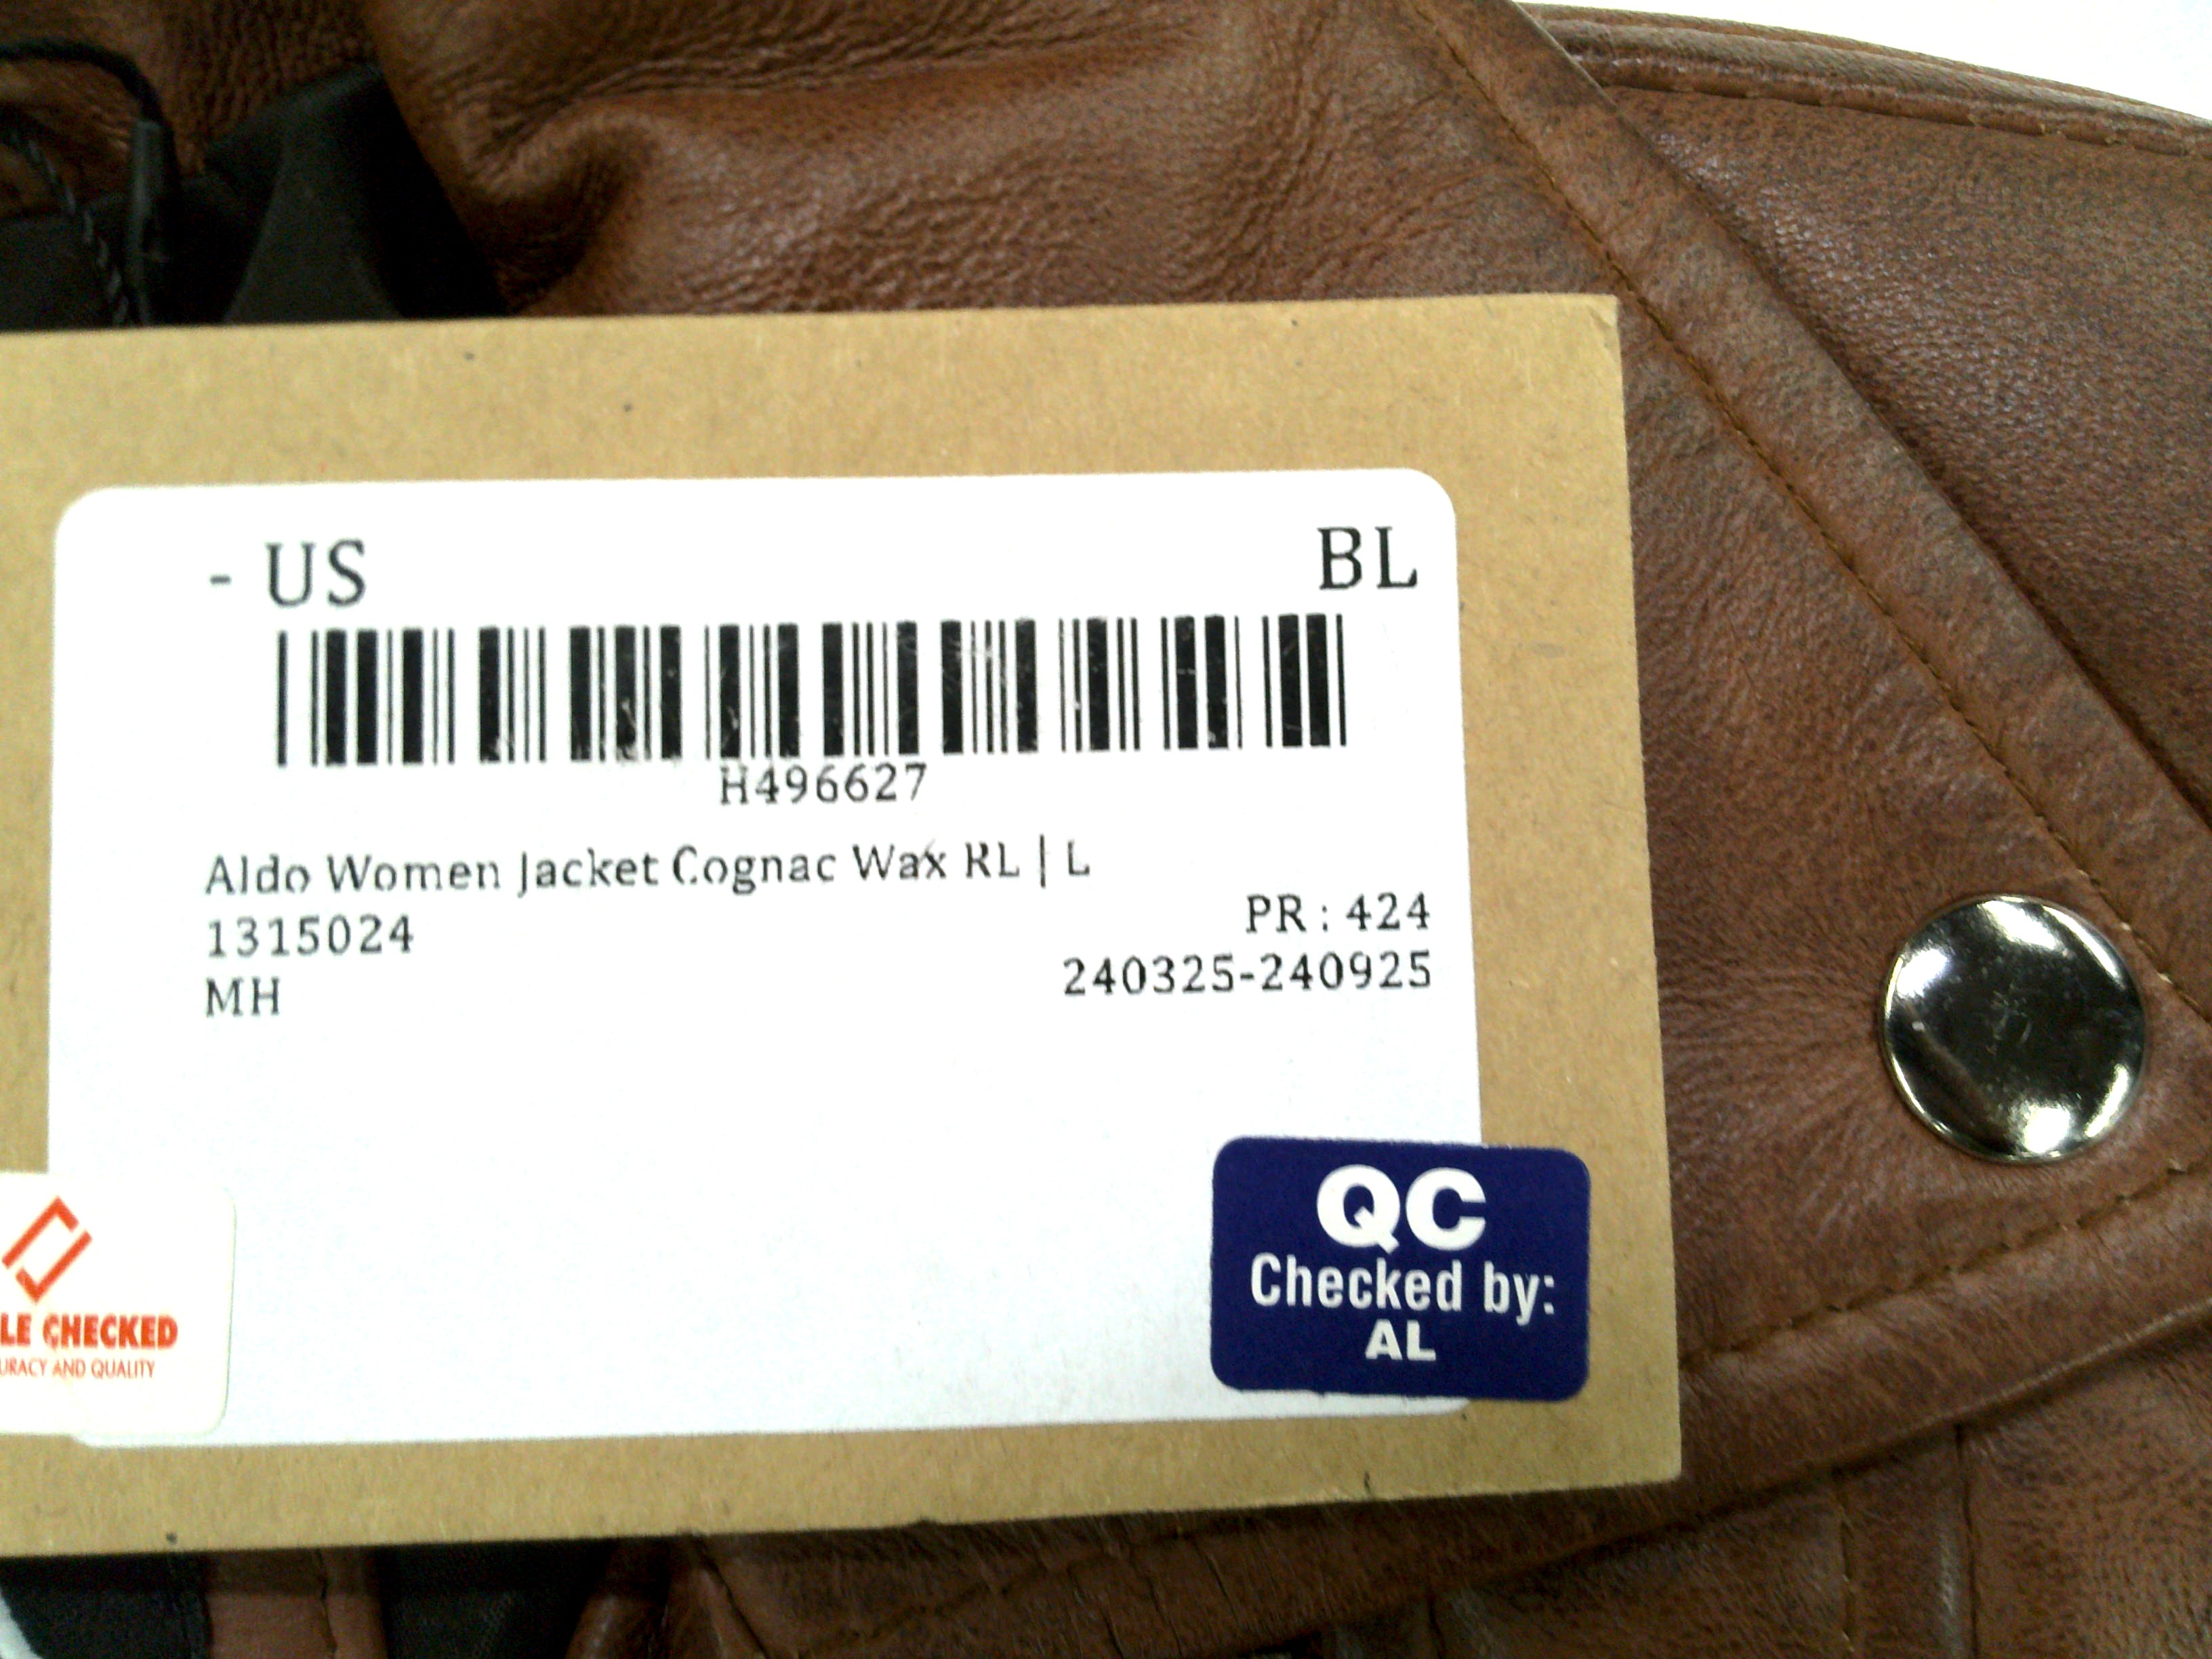 - US BL
H496627
Aldo Women Jacket Cognac Wax RL | L
1315024 PR : 424
MH 240325-240925
QC
Checked by:
AL
LE CHECKED
URACY AND QUALITY